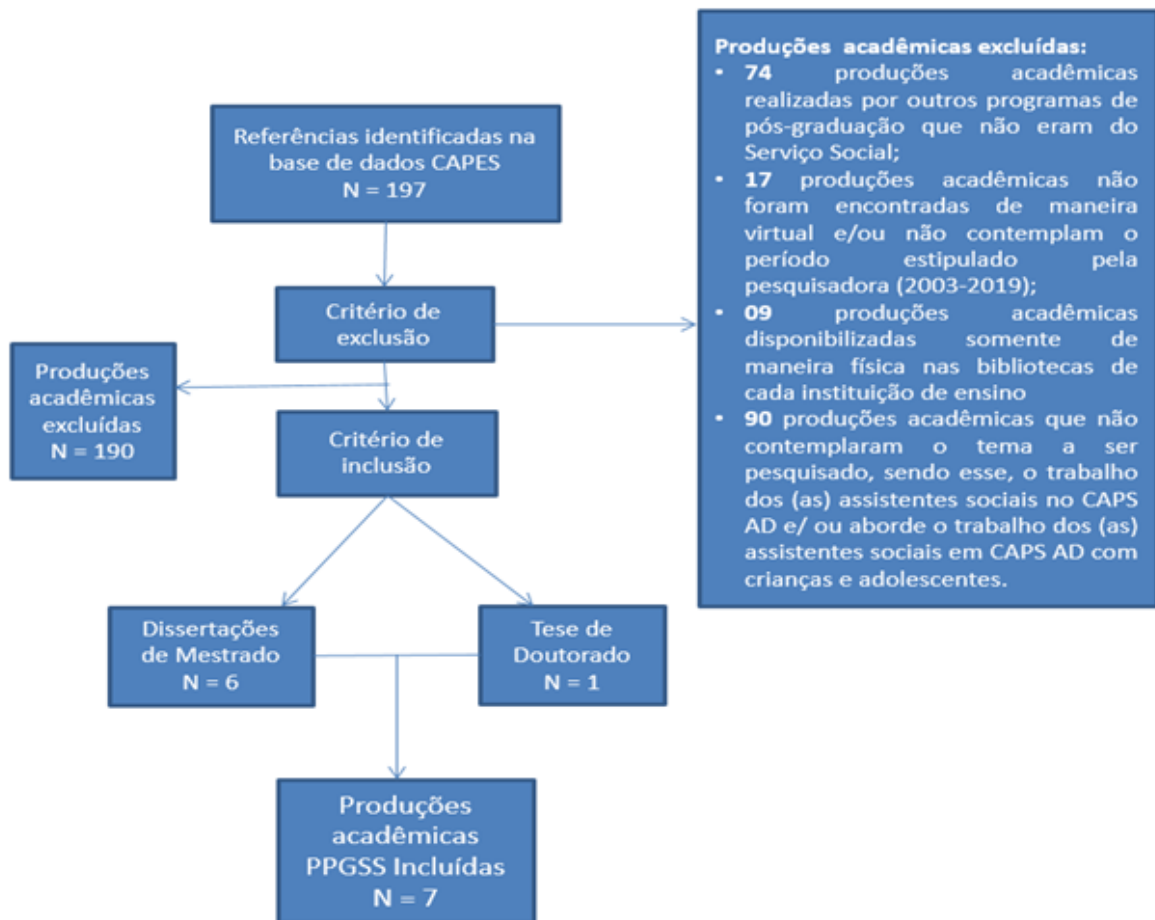 Referências identificadas na
base de dados CAPES
N = 197
Critério de
exclusão
Produções
acadêmicas
excluídas
N = 190
Critério de
inclusão
Dissertações
de Mestrado
N = 6
Tese de
Doutorado
N = 1
Produções
acadêmicas
PPGSS Incluídas
N = 7
Produções acadêmicas excluídas:
• 74 produções acadêmicas
realizadas por outros programas de
pós-graduação que não eram do
Serviço Social;
• 17 produções acadêmicas não
foram encontradas de maneira
virtual e/ou não contemplam o
período estipulado pela
pesquisadora (2003-2019);
• 09 produções acadêmicas
disponibilizadas somente de
maneira física nas bibliotecas de
cada instituição de ensino
• 90 produções acadêmicas que não
contemplaram o tema a ser
pesquisado, sendo esse, o trabalho
dos (as) assistentes sociais no CAPS
AD e/ ou aborde o trabalho dos (as)
assistentes sociais em CAPS AD com
crianças e adolescentes.